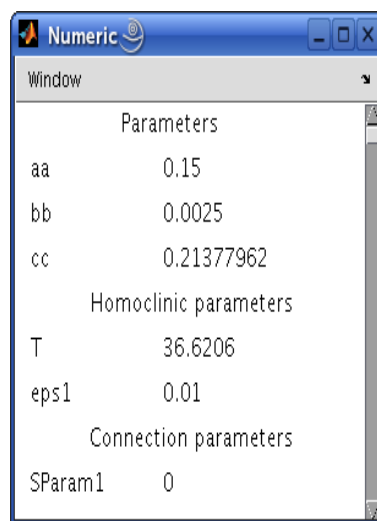 Numeric
Window
Parameters
aa 0.15
bb 0.0025
cc 0.21377962
Homoclinic parameters
T 36.6206
eps1 0.01
Connection parameters
SParam1 0